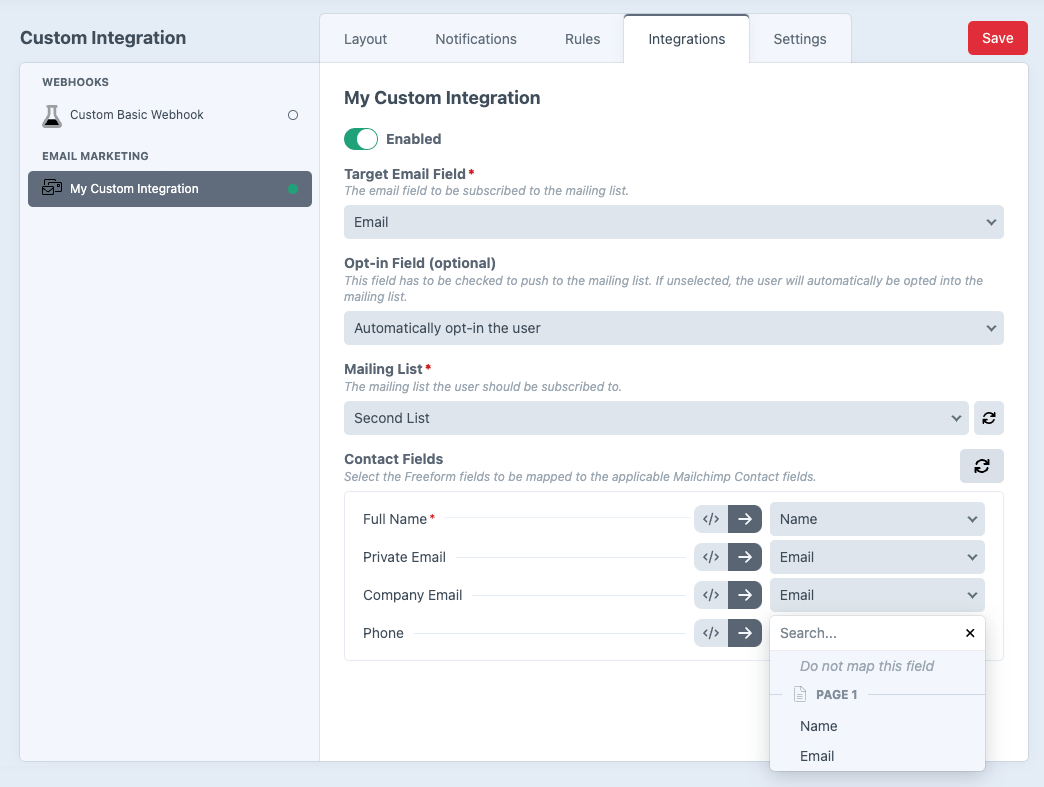 Custom Integration
Layout
Notifications
Rules
Integrations
Settings
Save
WEBHOOKS
Custom Basic Webhook
EMAIL MARKETING
My Custom Integration
My Custom Integration
Enabled
Target Email Field*
The email field to be subscribed to the mailing list.
Email
Opt-in Field (optional)
This field has to be checked to push to the mailing list. If unselected, the user will automatically be opted into the
mailing list.
Automatically opt-in the user
Mailing List*
The mailing list the user should be subscribed to.
Second List
Contact Fields
Select the Freeform fields to be mapped to the applicable Mailchimp Contact fields.
Full Name* </> Name
Private Email </> Email
Company Email </> Email
Phone </>
Search...
Do not map this field
PAGE 1
Name
Email